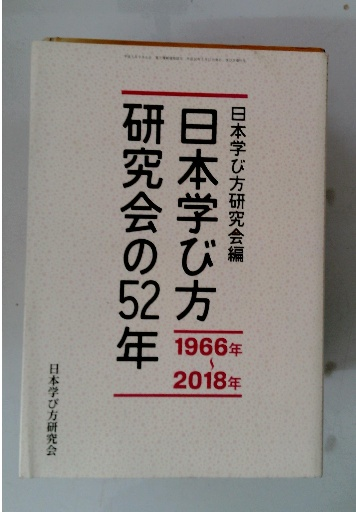 日本学び方研究会編
日本学び方
研究会の52年
1966年
～
2018年
日本学び方研究会